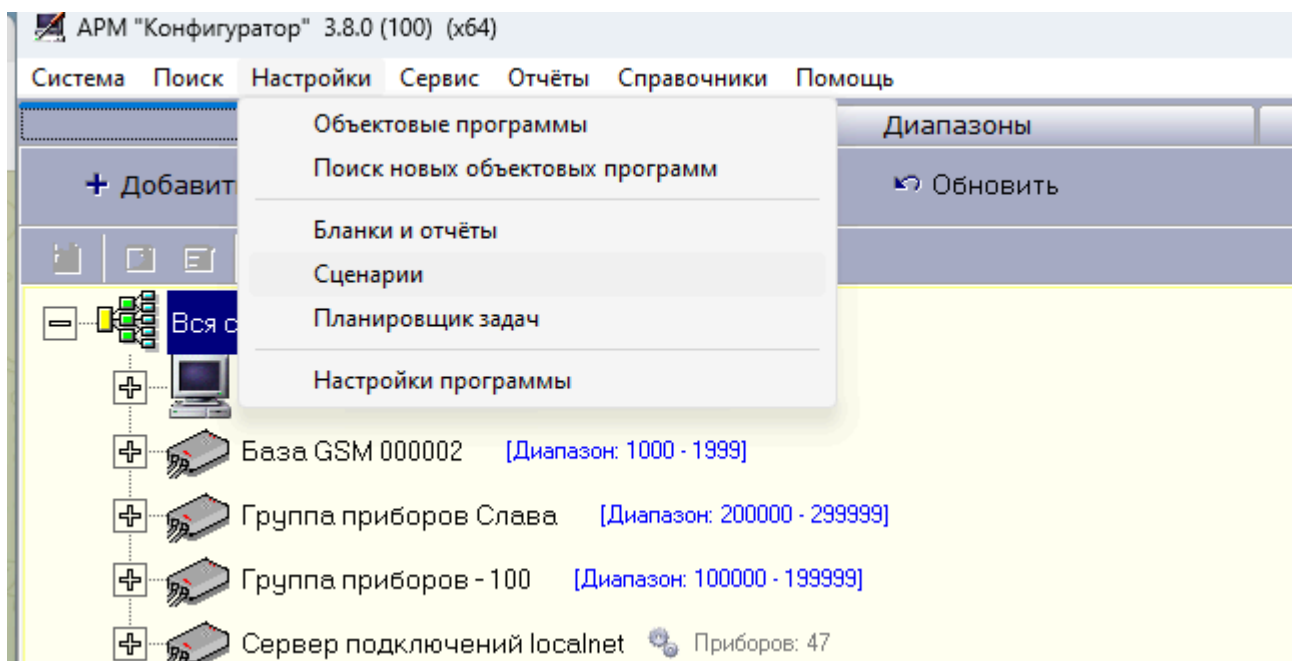 АРМ "Конфигуратор" 3.8.0 (100) (x64)
Система Поиск Настройки Сервис Отчёты Справочники Помощь
Объектовые программы
Диапазоны
Поиск новых объектовых программ
+ Добавит
Обновить
Бланки и отчёты
Сценарии
Планировщик задач
Вся с
Настройки программы
База GSM 000002 [Диапазон: 1000 - 1999]
Группа приборов Слава [Диапазон: 200000 - 299999]
Группа приборов - 100 [Диапазон: 100000 - 199999]
Сервер подключений localnet Приборов: 47